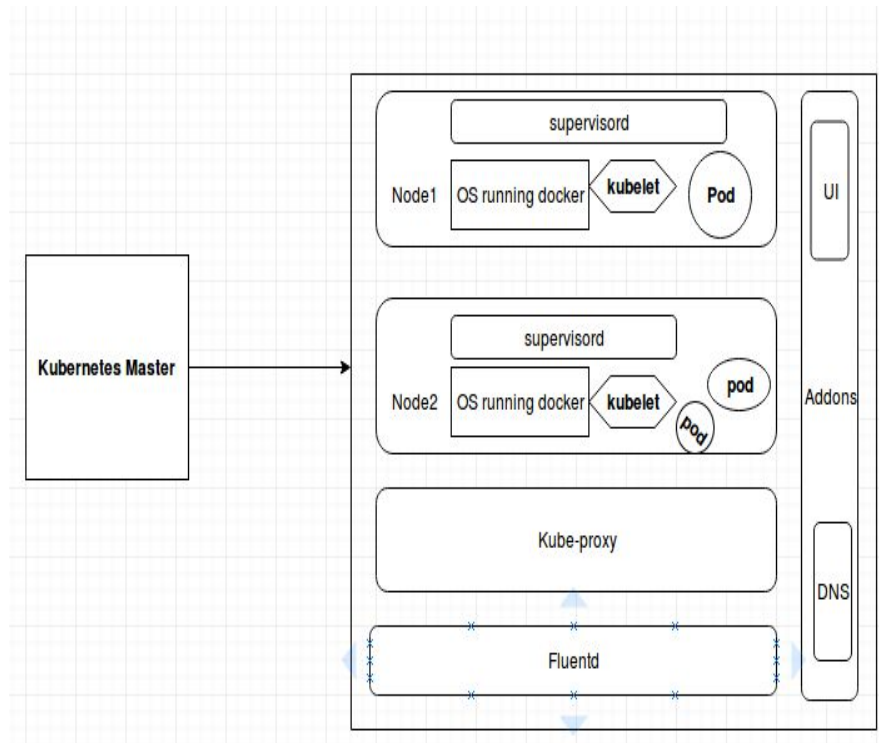 supervisord
Node1
OS running docker
kubelet
Pod
UI
Kubernetes Master
supervisord
Node2
OS running docker
kubelet
pod
pod
Addons
Kube-proxy
DNS
Fluentd